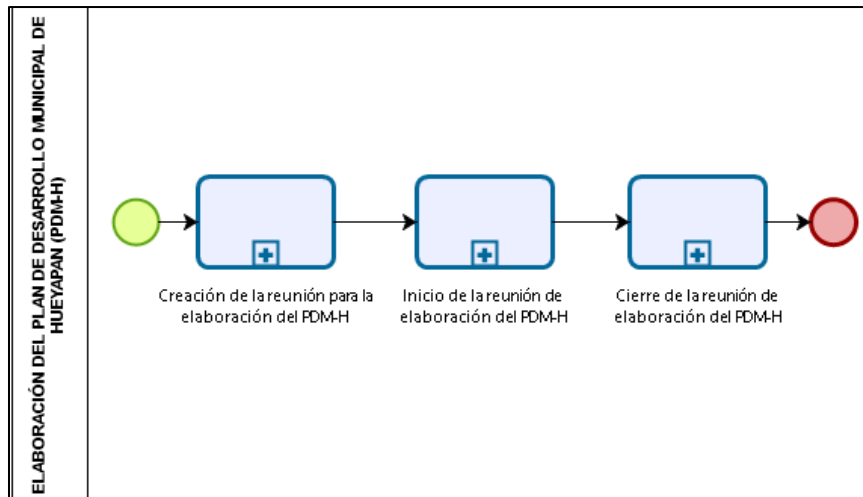 ELABORACIÓN DEL PLAN DE DESARROLLO MUNICIPAL DE
HUEYAPAN (PDM-H)
Creación de la reunión para la
elaboración del PDM-H
Inicio de la reunión de
elaboración del PDM-H
Cierre de la reunión de
elaboración del PDM-H